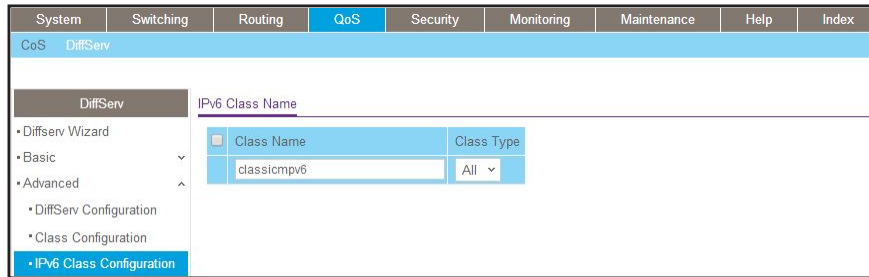 System Switching Routing QoS Security Monitoring Maintenance Help Index
CoS DiffServ
DiffServ
Diffserv Wizard
Basic
Advanced
DiffServ Configuration
Class Configuration
IPv6 Class Configuration
IPv6 Class Name
Class Name Class Type
classicmpv6 All